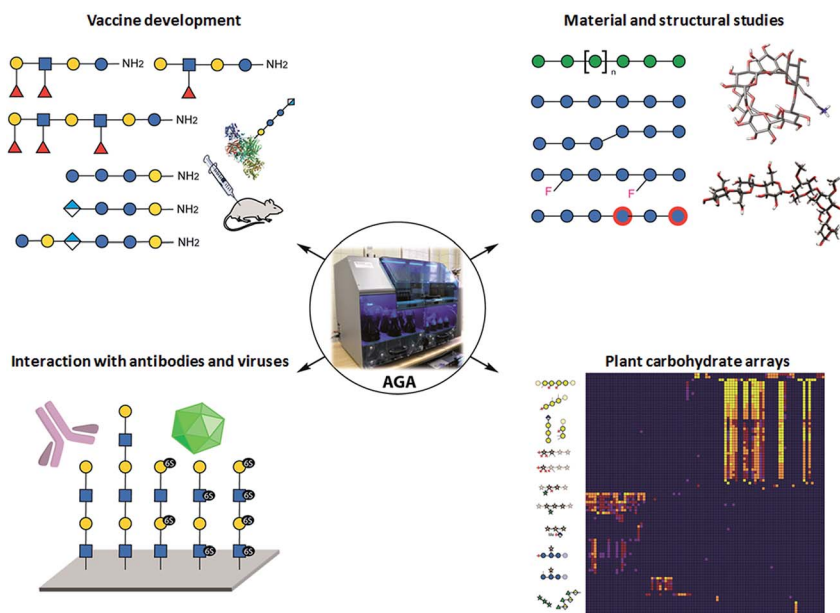 Vaccine development
NH2
NH2
NH2
NH2
NH2
NH2
Material and structural studies
n
F
F
AGA
Interaction with antibodies and viruses
6S
6S
6S
6S
6S
6S
6S
6S
Plant carbohydrate arrays